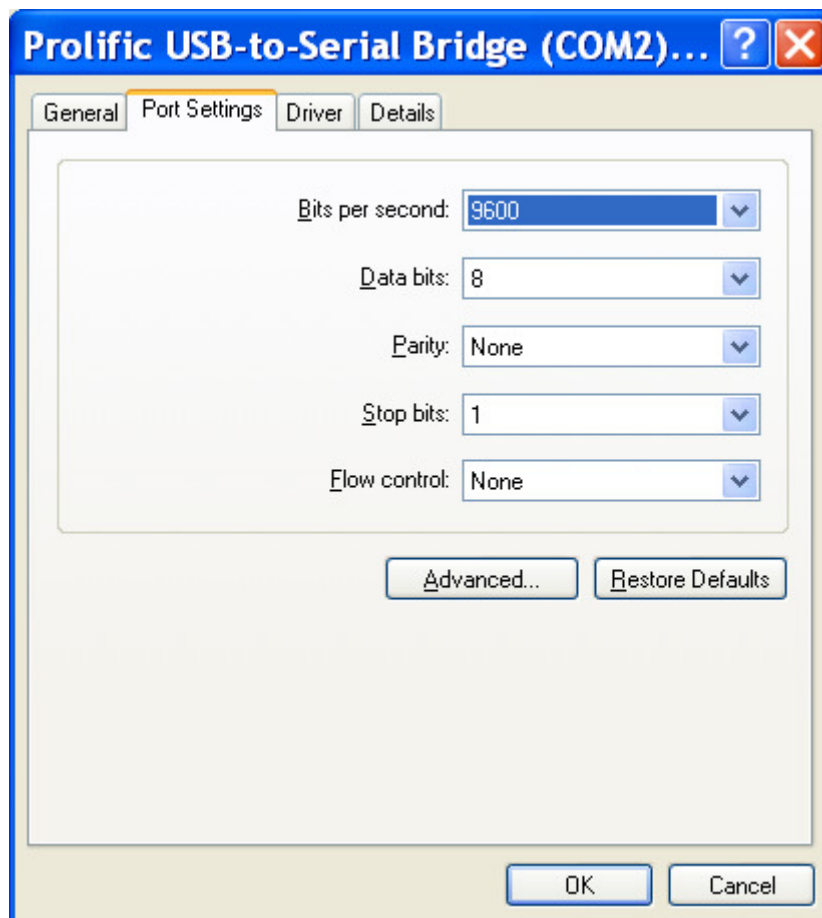 Prolific USB-to-Serial Bridge (COM2)... ?
General Port Settings Driver Details
Bits per second: 9600
Data bits: 8
Parity: None
Stop bits: 1
Flow control: None
Advanced... Restore Defaults
OK Cancel